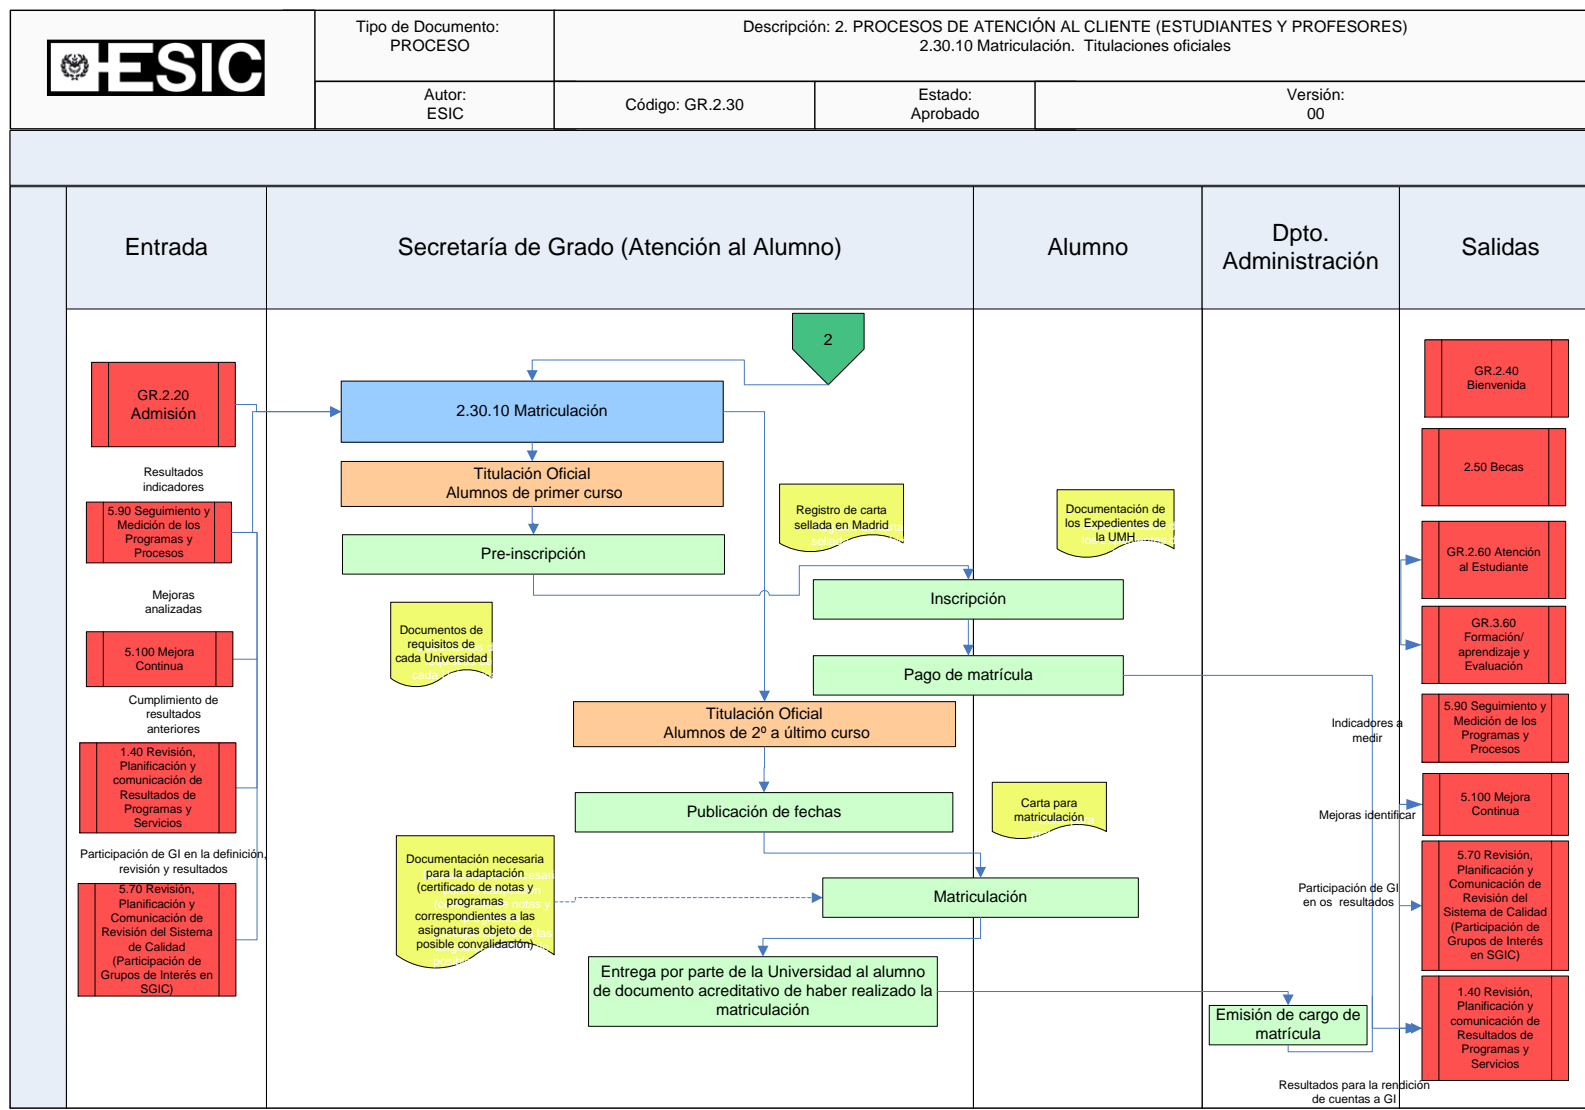 ESIC
Tipo de Documento:
PROCESO
Descripción: 2. PROCESOS DE ATENCIÓN AL CLIENTE (ESTUDIANTES Y PROFESORES)
2.30.10 Matriculación.  Titulaciones oficiales
Autor:
ESIC
Código: GR.2.30
Estado:
Aprobado
Versión:
00
Entrada
Secretaría de Grado (Atención al Alumno)
Alumno
Dpto.
Administración
Salidas
GR.2.20
Admisión
Resultados
indicadores
5.90 Seguimiento y
Medición de los
Programas y
Procesos
Mejoras
analizadas
5.100 Mejora
Continua
Cumplimiento de
resultados
anteriores
1.40 Revisión,
Planificación y
comunicación de
Resultados de
Programas y
Servicios
Participación de GI en la definición,
revisión y resultados
5.70 Revisión,
Planificación y
Comunicación de
Revisión del Sistema
de Calidad
(Participación de
Grupos de Interés en
SGIC)
2
2.30.10 Matriculación
Titulación Oficial
Alumnos de primer curso
Pre-inscripción
Registro de carta
sellada en Madrid
Documentación de
los Expedientes de
la UMH
Inscripción
Documentos de
requisitos de
cada Universidad
Pago de matrícula
Titulación Oficial
Alumnos de 2º a último curso
Publicación de fechas
Carta para
matriculación
Documentación necesaria
para la adaptación
(certificado de notas y
programas
correspondientes a las
asignaturas objeto de
posible convalidación)
Matriculación
Entrega por parte de la Universidad al alumno
de documento acreditativo de haber realizado la
matriculación
Emisión de cargo de
matrícula
GR.2.40
Bienvenida
2.50 Becas
GR.2.60 Atención
al Estudiante
GR.3.60
Formación/
aprendizaje y
Evaluación
Indicadores a
medir
5.90 Seguimiento y
Medición de los
Programas y
Procesos
Mejoras identificar
5.100 Mejora
Continua
Participación de GI
en os  resultados
5.70 Revisión,
Planificación y
Comunicación de
Revisión del
Sistema de Calidad
(Participación de
Grupos de Interés
en SGIC)
1.40 Revisión,
Planificación y
comunicación de
Resultados de
Programas y
Servicios
Resultados para la rendición
de cuentas a GI